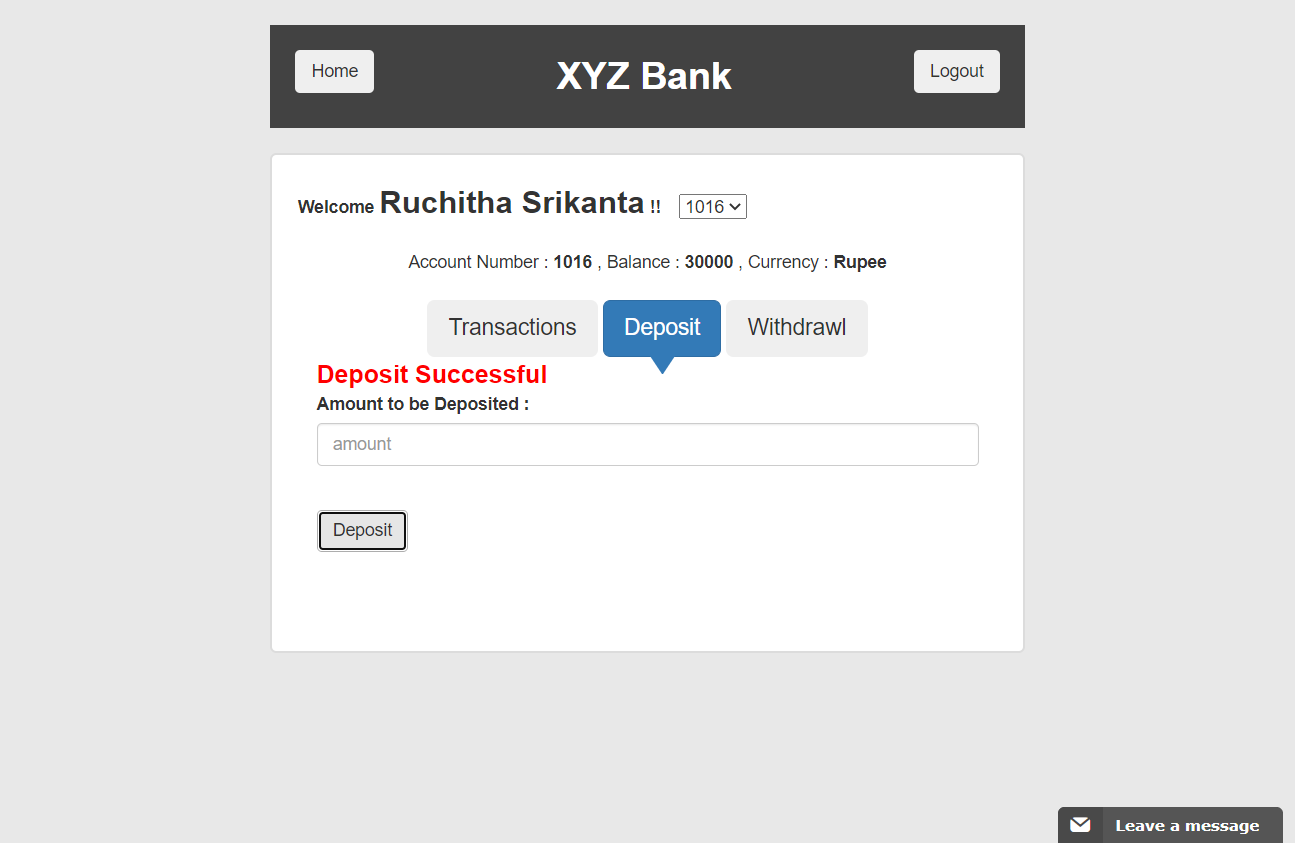 Home XYZ Bank Logout
Welcome Ruchitha Srikanta !! 1016
Account Number : 1016 , Balance : 30000 , Currency : Rupee
Transactions Deposit Withdrawl
Deposit Successful
Amount to be Deposited :
amount
Deposit
Leave a message